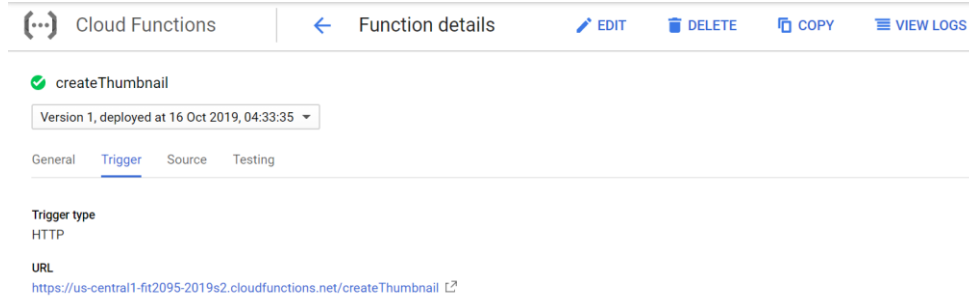 Cloud Functions Function details EDIT DELETE COPY VIEW LOGS
createThumbnail
Version 1, deployed at 16 Oct 2019, 04:33:35
General Trigger Source Testing
Trigger type
HTTP
URL
https://us-central1-fit2095-2019s2.cloudfunctions.net/createThumbnail